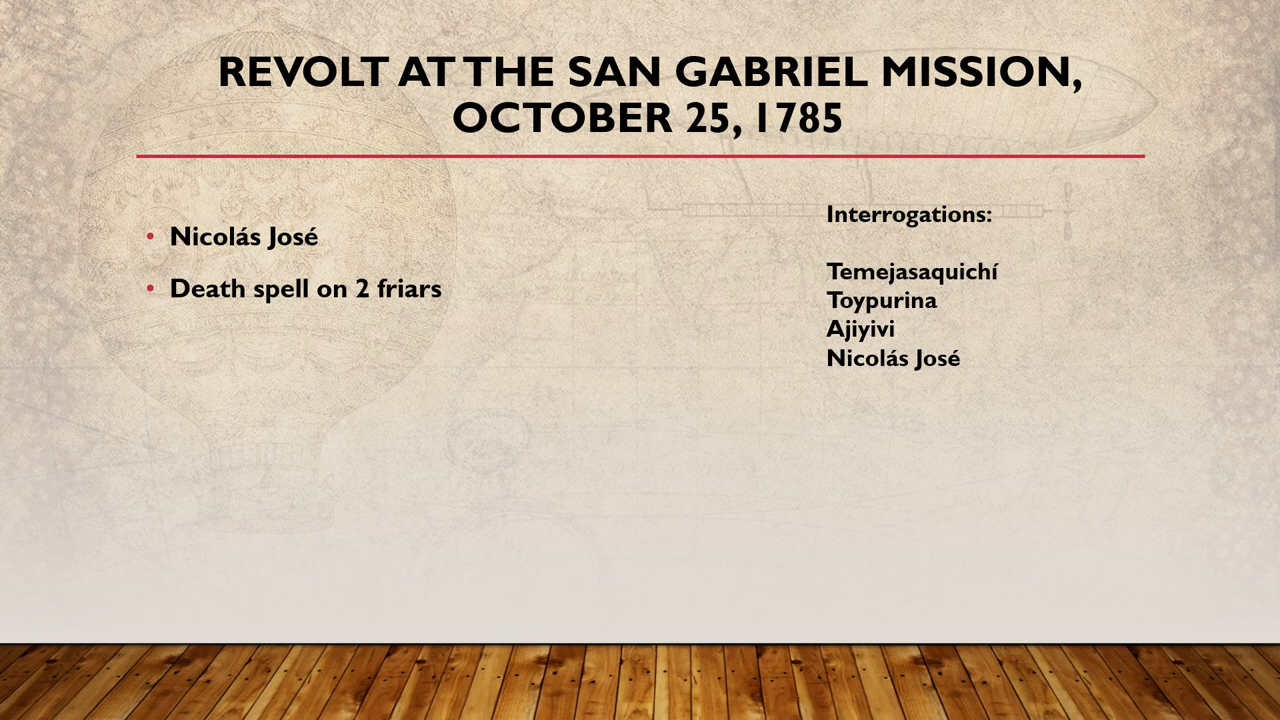 REVOLT AT THE SAN GABRIEL MISSION,
OCTOBER 25, 1785
• Nicolás José
• Death spell on 2 friars
Interrogations:
Temejasaquichí
Toypurina
Ajiyivi
Nicolás José